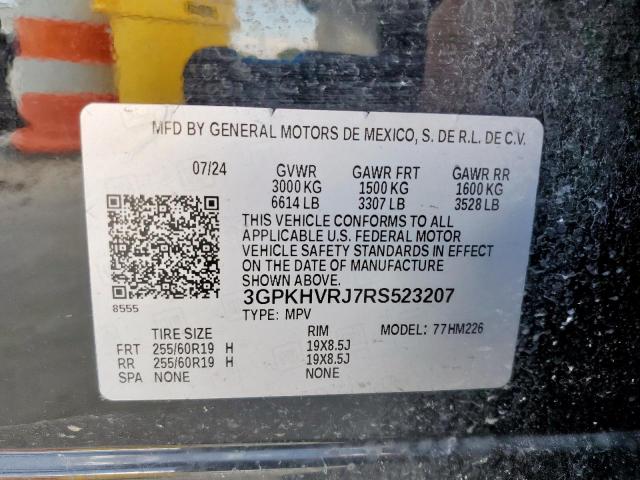 MFD BY GENERAL MOTORS DE MEXICO, S. DE R.L. DE C.V.
07/24 GVWR GAWR FRT GAWR RR
3000 KG 1500 KG 1600 KG
6614 LB 3307 LB 3528 LB
THIS VEHICLE CONFORMS TO ALL
APPLICABLE U.S. FEDERAL MOTOR
VEHICLE SAFETY STANDARDS IN EFFECT
ON THE DATE OF MANUFACTURE
SHOWN ABOVE.
3GPKHVRJ7RS523207
8555
TYPE: MPV
TIRE SIZE RIM MODEL: 77HM226
FRT 255/60R19 H 19X8.5J
RR 255/60R19 H 19X8.5J
SPA NONE NONE